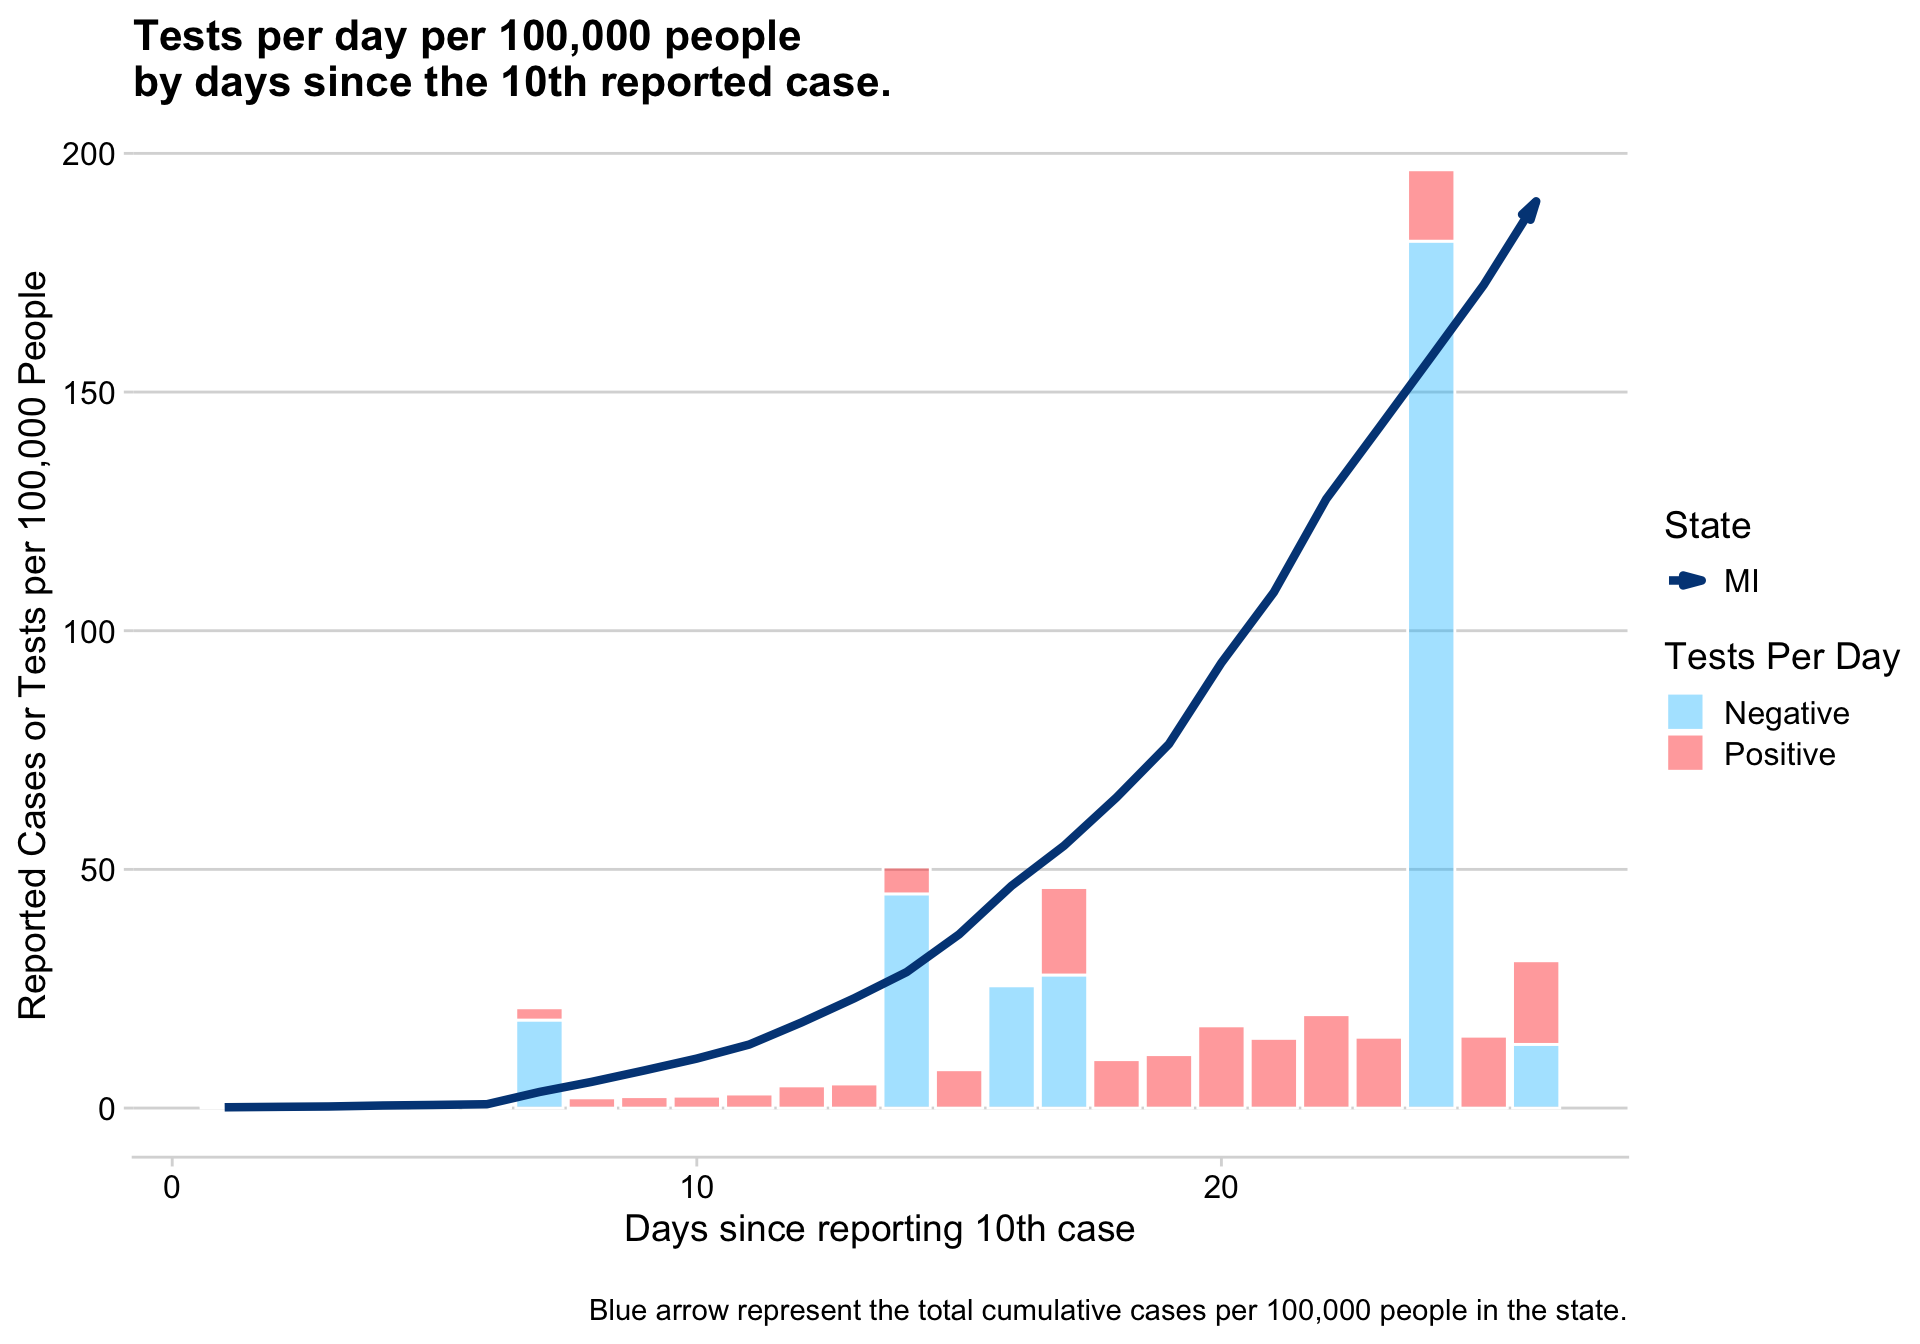 Tests per day per 100,000 people
by days since the 10th reported case.
Reported Cases or Tests per 100,000 People
200
150
100
50
0
0
10
20
Days since reporting 10th case
State
MI
Tests Per Day
Negative
Positive
Blue arrow represent the total cumulative cases per 100,000 people in the state.